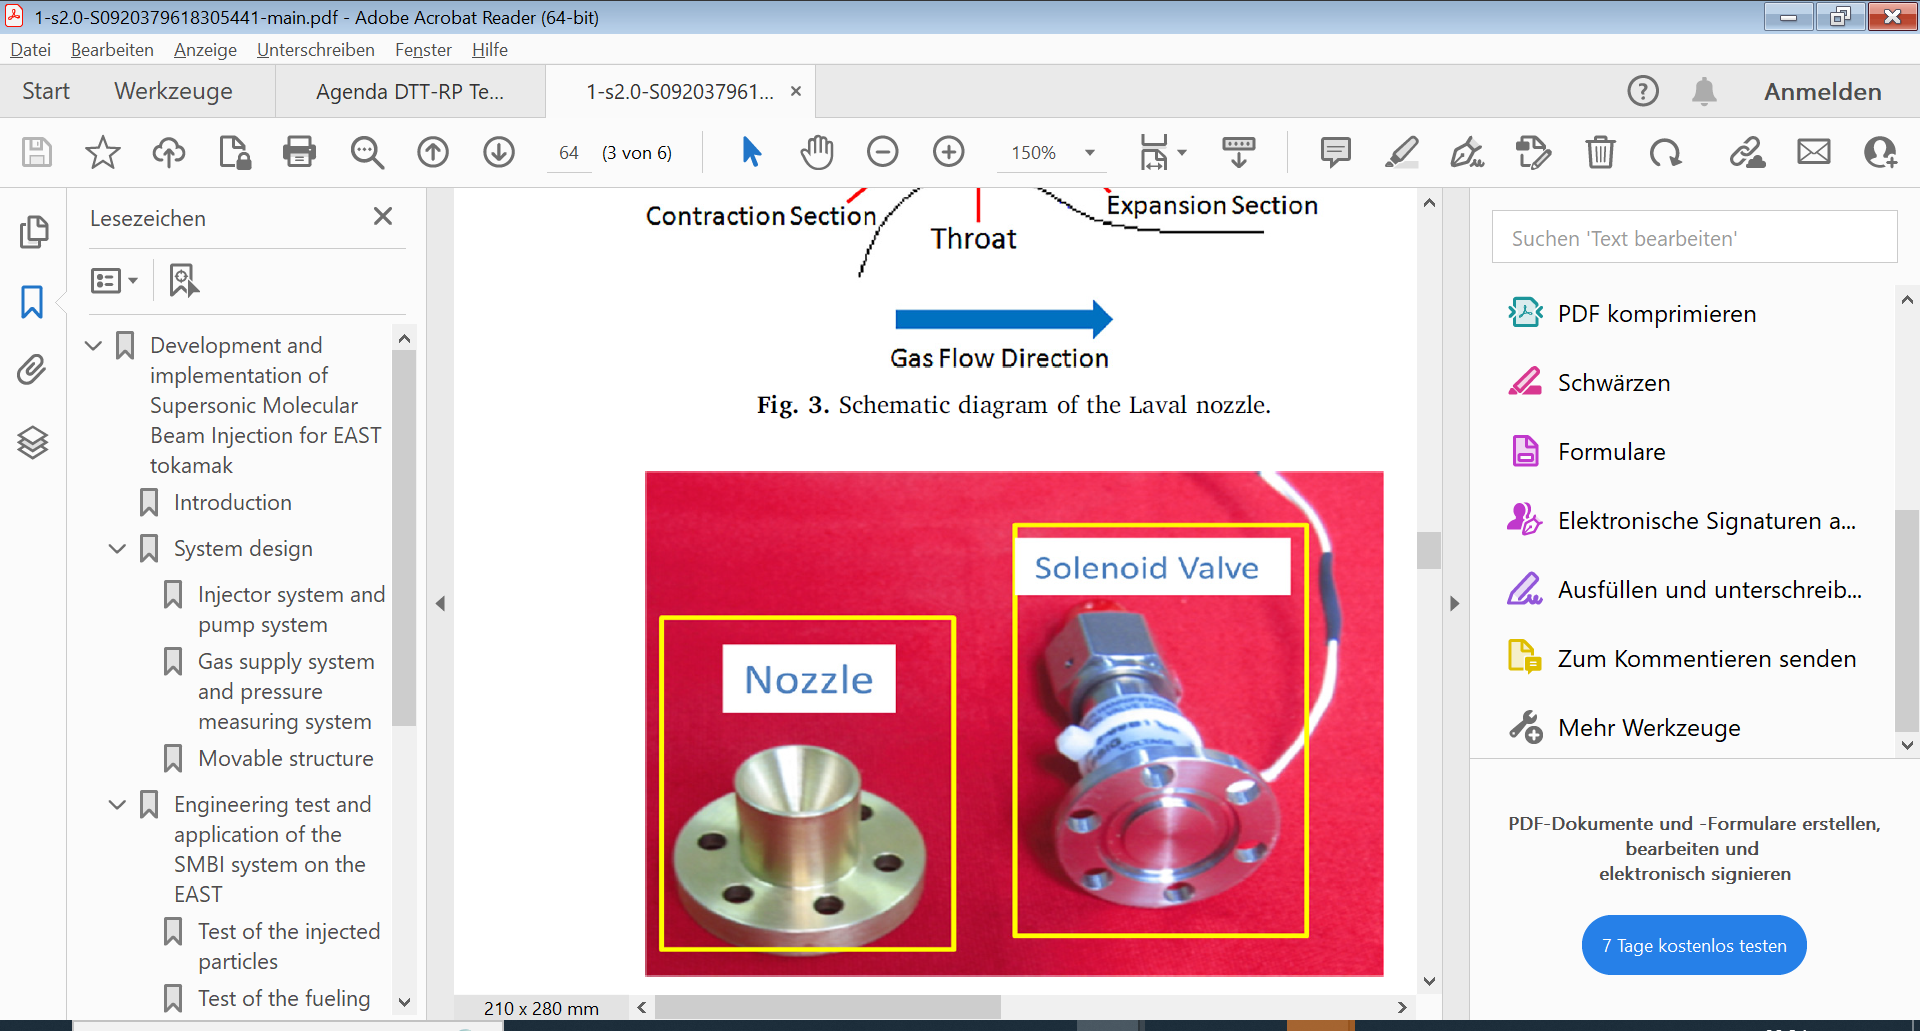 1-s2.0-S0920379618305441-main.pdf - Adobe Acrobat Reader (64-bit)
Datei Bearbeiten Anzeige Unterschreiben Fenster Hilfe
Start Werkzeuge Agenda DTT-RP Te... 1-s2.0-S092037961... Anmelden
64 (3 von 6) 150%
Lesezeichen
Development and
implementation of
Supersonic Molecular
Beam Injection for EAST
tokamak
Introduction
System design
Injector system and
pump system
Gas supply system
and pressure
measuring system
Movable structure
Engineering test and
application of the
SMBI system on the
EAST
Test of the injected
particles
Test of the fueling
Contraction Section
Throat
Expansion Section
Gas Flow Direction
Fig. 3. Schematic diagram of the Laval nozzle.
Solenoid Valve
Nozzle
VOLTAGE
210 x 280 mm
Suchen 'Text bearbeiten'
PDF komprimieren
Schwärzen
Formulare
Elektronische Signaturen a...
Ausfüllen und unterschreib...
Zum Kommentieren senden
Mehr Werkzeuge
PDF-Dokumente und -Formulare erstellen,
bearbeiten und
elektronisch signieren
7 Tage kostenlos testen